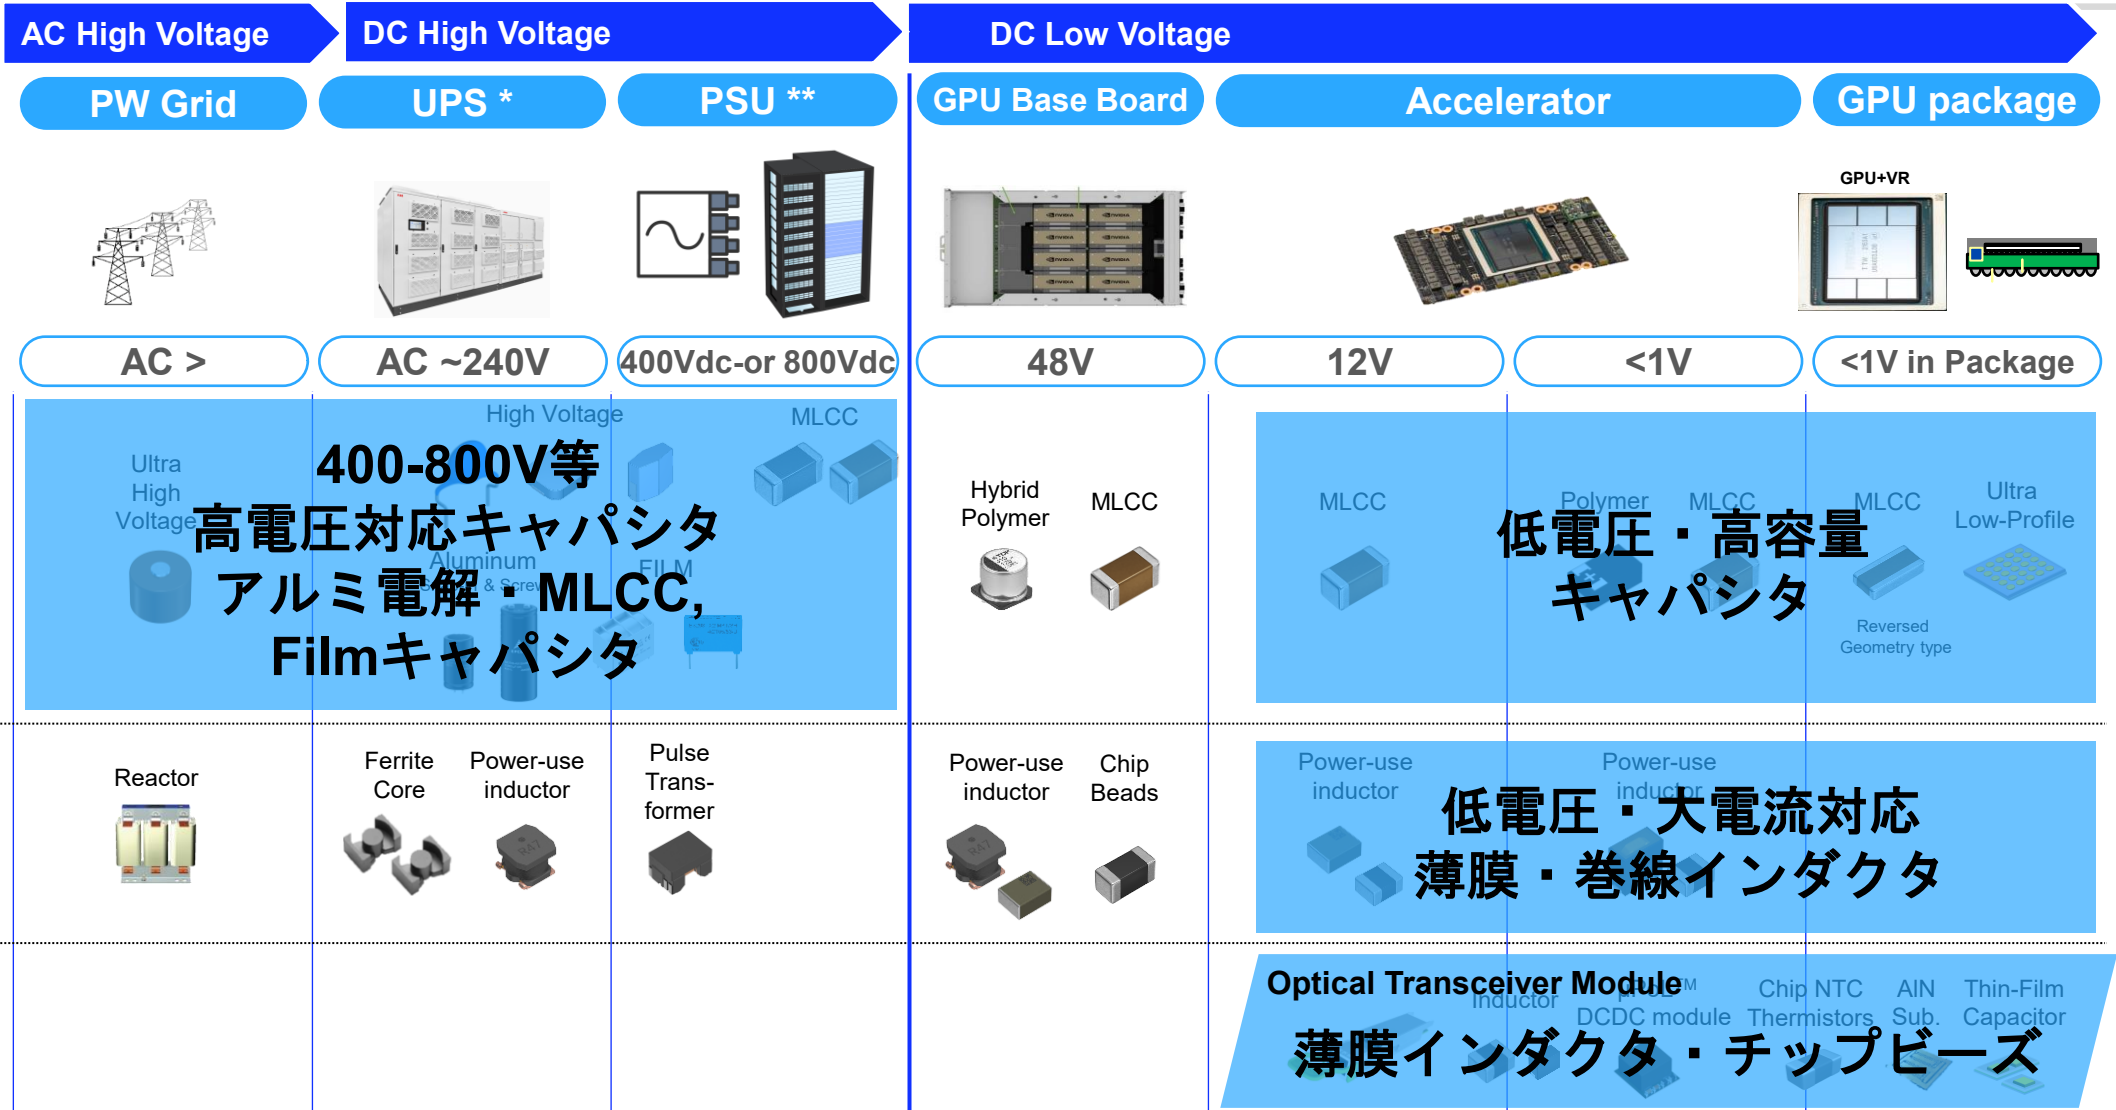 AC High Voltage
DC High Voltage
DC Low Voltage
PW Grid
UPS *
PSU **
GPU Base Board
Accelerator
GPU package
GPU+VR
AC >
AC ~240V
400Vdc-or 800Vdc
48V
12V
<1V
<1V in Package
High Voltage
MLCC
Ultra
High
Voltage
Aluminum
& Screw
FILM
400-800V等
高電圧対応キャパシタ
アルミ電解・MLCC,
Filmキャパシタ
Hybrid
Polymer
MLCC
MLCC
Polymer
MLCC
MLCC
Ultra
Low-Profile
Reversed
Geometry type
低電圧・高容量
キャパシタ
Reactor
Ferrite
Core
Power-use
inductor
Pulse
Trans-
former
Power-use
inductor
Chip
Beads
Power-use
inductor
Power-use
inductor
低電圧・大電流対応
薄膜・巻線インダクタ
Optical Transceiver Module
Inductor
µPOL™
DCDC module
Chip NTC
Thermistors
AlN
Sub.
Thin-Film
Capacitor
薄膜インダクタ・チップビーズ